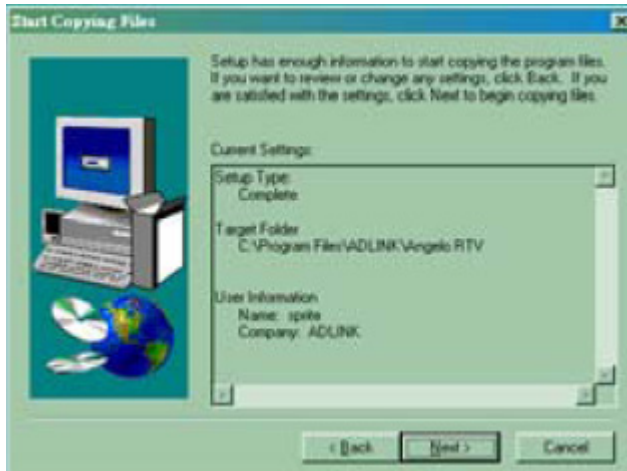 Start Copying Files
Setup has enough information to start copying the program files.
If you want to review or change any settings, click Back. If you
are satisfied with the settings, click Next to begin copying files.
Current Settings:
Setup Type:
Complete
Target Folder
C:\Program Files\ADLINK\Angelo RTV
User Information
Name: sprite
Company: ADLINK
< Back
Next >
Cancel